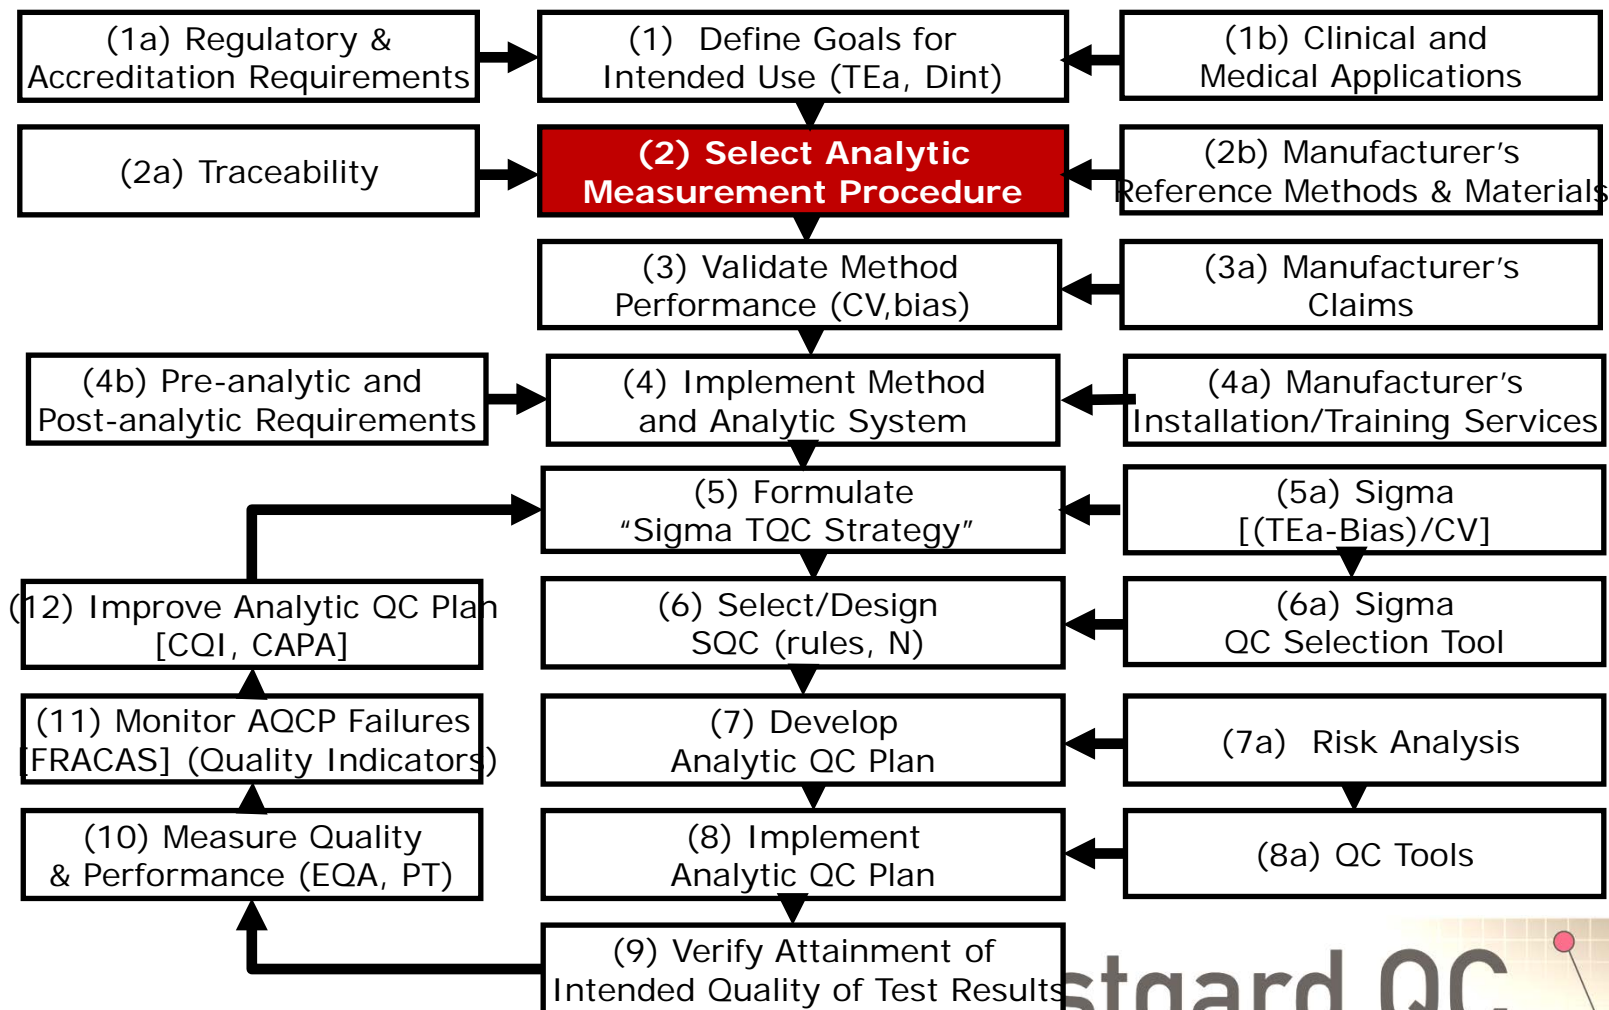 (1a) Regulatory &
Accreditation Requirements
(1) Define Goals for
Intended Use (TEa, Dint)
(1b) Clinical and
Medical Applications
(2a) Traceability
(2) Select Analytic
Measurement Procedure
(2b) Manufacturer’s
Reference Methods & Materials
(3) Validate Method
Performance (CV,bias)
(3a) Manufacturer’s
Claims
(4b) Pre-analytic and
Post-analytic Requirements
(4) Implement Method
and Analytic System
(4a) Manufacturer’s
Installation/Training Services
(5) Formulate
“Sigma TQC Strategy”
(5a) Sigma
[(TEa-Bias)/CV]
(12) Improve Analytic QC Plan
[CQI, CAPA]
(6) Select/Design
SQC (rules, N)
(6a) Sigma
QC Selection Tool
(11) Monitor AQCP Failures
[FRACAS] (Quality Indicators)
(7) Develop
Analytic QC Plan
(7a) Risk Analysis
(10) Measure Quality
& Performance (EQA, PT)
(8) Implement
Analytic QC Plan
(8a) QC Tools
(9) Verify Attainment of
Intended Quality of Test Results
stgard QC